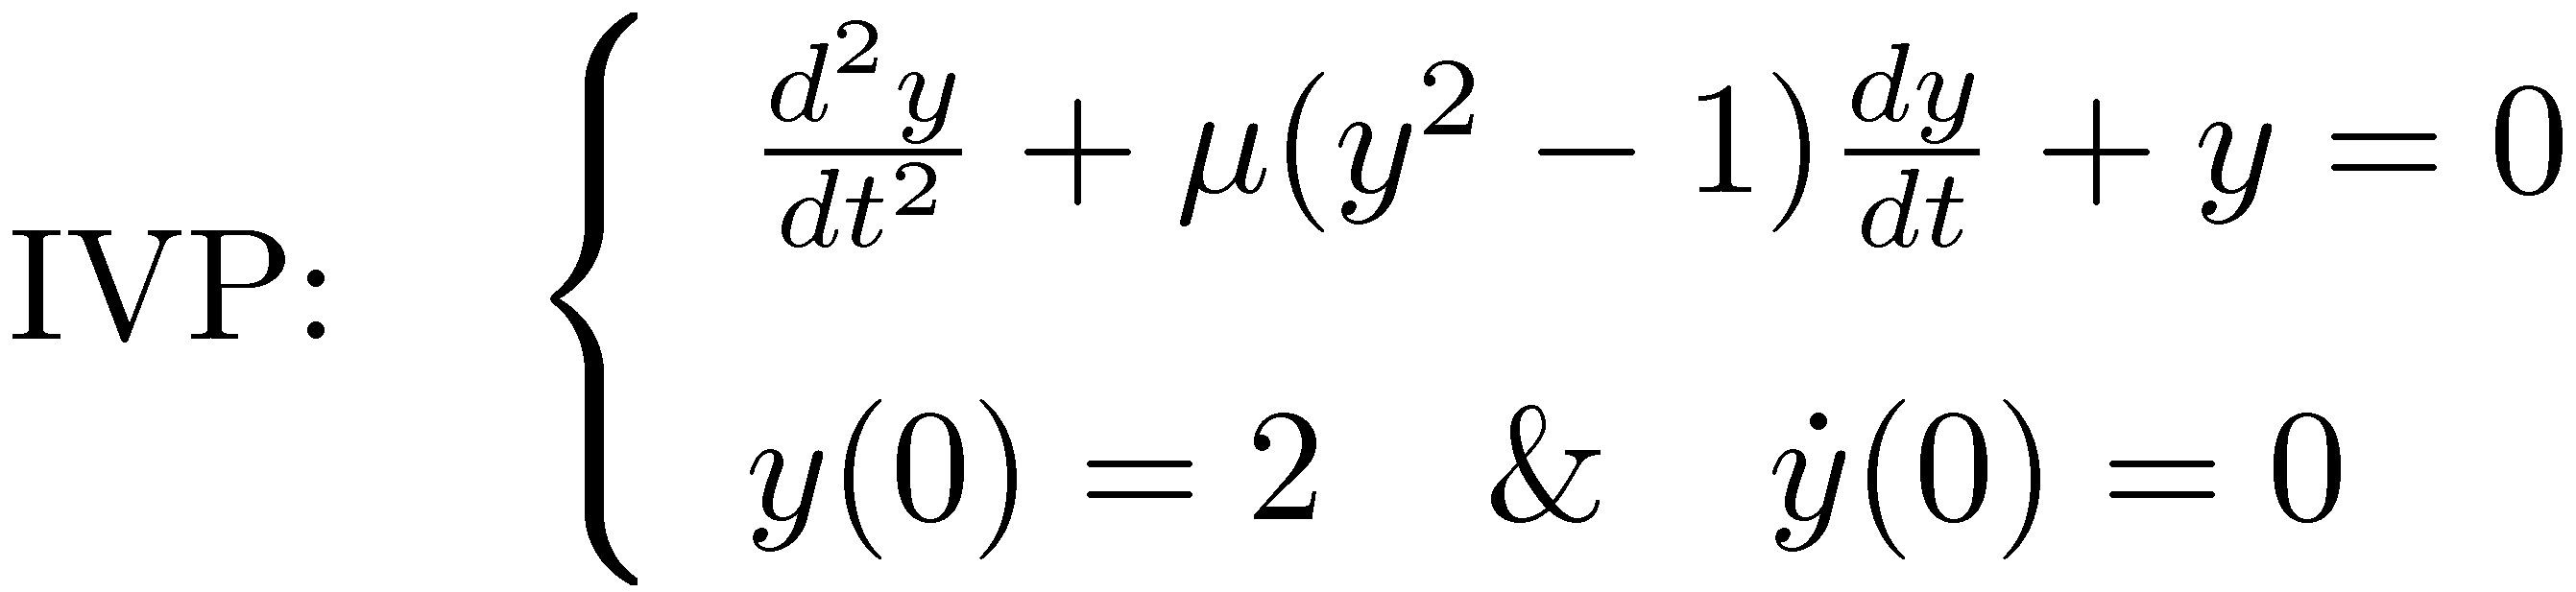 IVP: { d²y/dt² + μ(y² − 1) dy/dt + y = 0
y(0) = 2 & ẏ(0) = 0